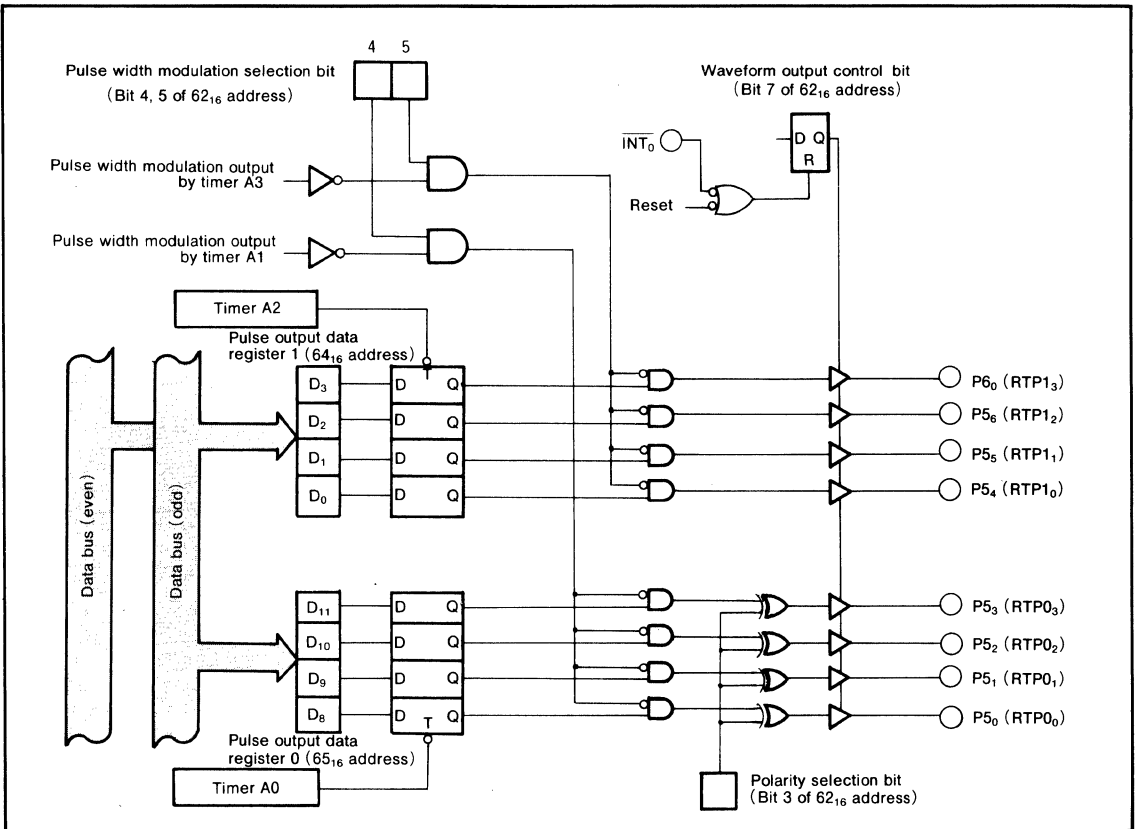 4 5
Pulse width modulation selection bit
(Bit 4, 5 of 62₁₆ address)
Waveform output control bit
(Bit 7 of 62₁₆ address)
INT₀
D Q
R
Reset
Pulse width modulation output
by timer A3
Pulse width modulation output
by timer A1
Timer A2
Pulse output data
register 1 (64₁₆ address)
Data bus (even)
Data bus (odd)
D₃ D T Q P6₀ (RTP1₃)
D₂ D Q P5₆ (RTP1₂)
D₁ D Q P5₅ (RTP1₁)
D₀ D Q P5₄ (RTP1₀)
D₁₁ D Q P5₃ (RTP0₃)
D₁₀ D Q P5₂ (RTP0₂)
D₉ D Q P5₁ (RTP0₁)
D₈ D T Q P5₀ (RTP0₀)
Pulse output data
register 0 (65₁₆ address)
Timer A0
Polarity selection bit
(Bit 3 of 62₁₆ address)